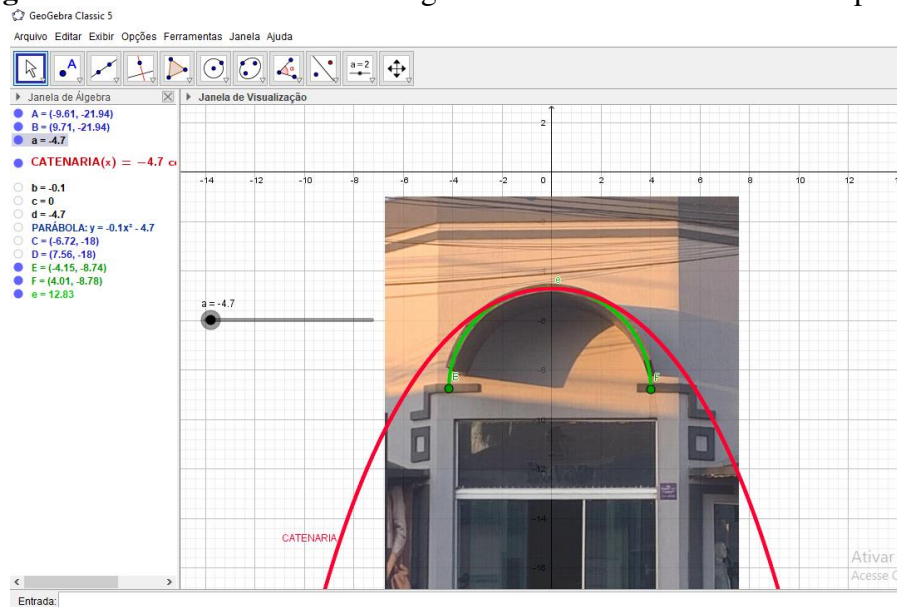 GeoGebra Classic 5
Arquivo Editar Exibir Opções Ferramentas Janela Ajuda
A
a = 2
Janela de Álgebra
Janela de Visualização
A = (-9.61, -21.94)
B = (9.71, -21.94)
a = -4.7
CATENARIA(x) = −4.7
b = -0.1
c = 0
d = -4.7
PARÁBOLA: y = -0.1x² - 4.7
C = (-6.72, -18)
D = (7.56, -18)
E = (-4.15, -8.74)
F = (4.01, -8.78)
e = 12.83
2
-14 -12 -10 -8 -6 -4 -2 0 2 4 6 8 10 12
e
a = -4.7
-6
-8
E
F
-10
-12
-14
CATENARIA
-16
Ativar
Entrada: